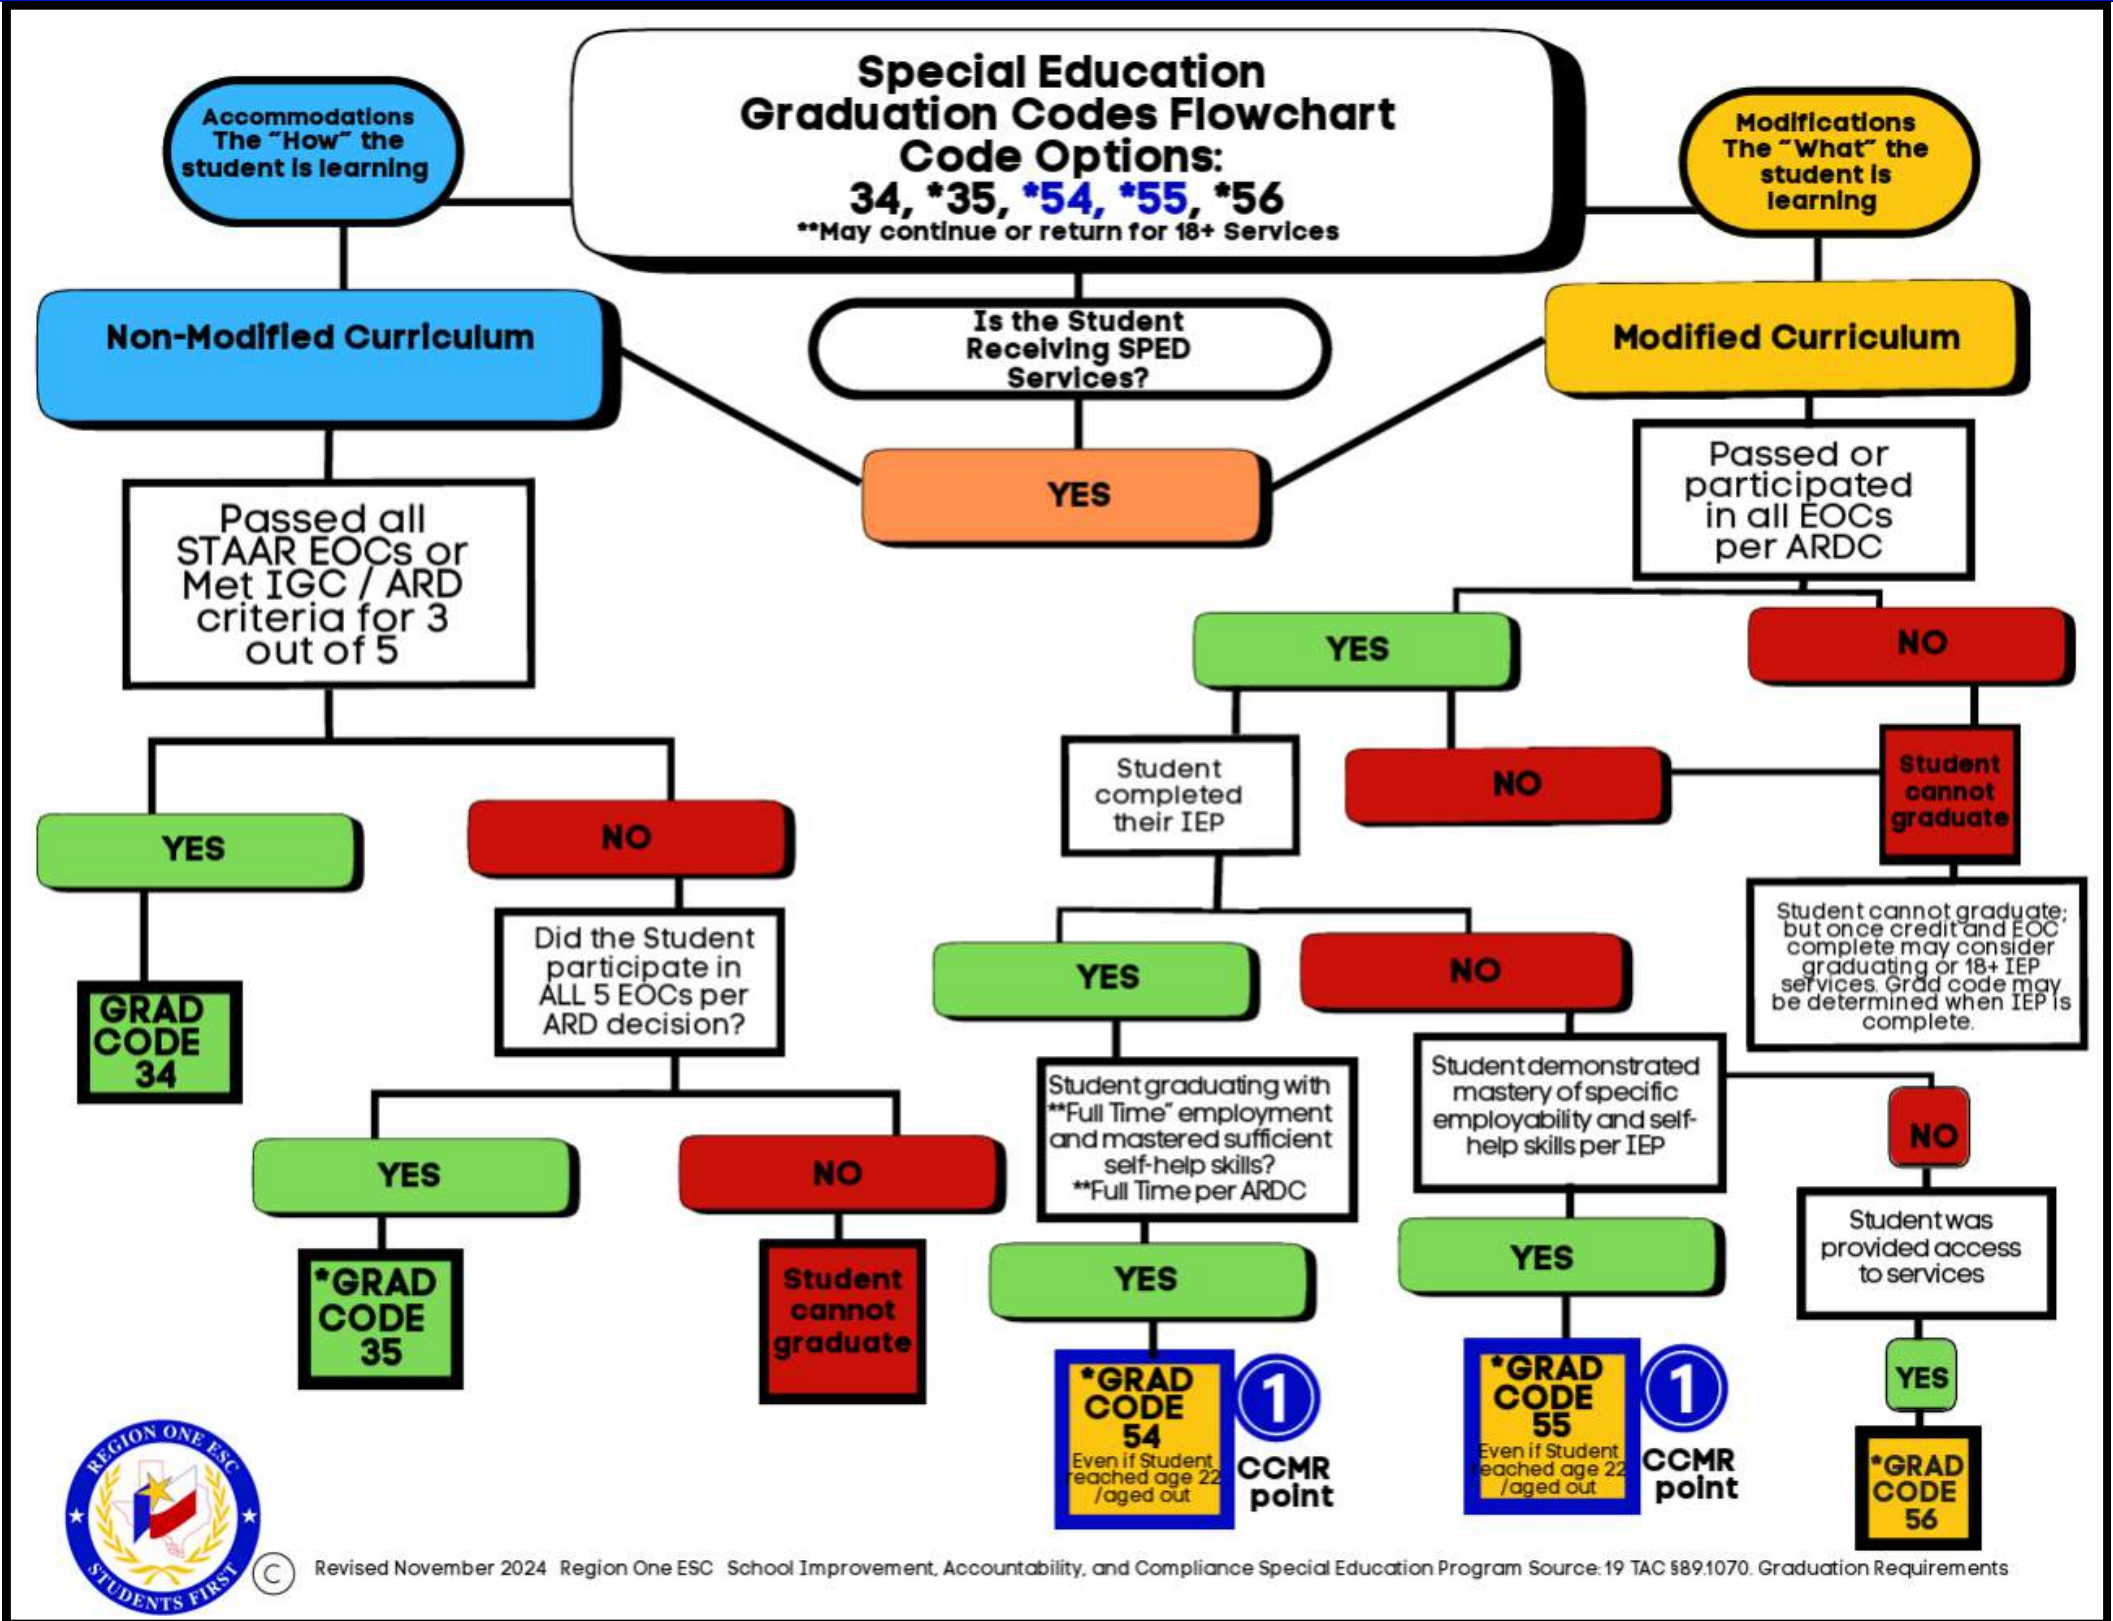 Special Education
Graduation Codes Flowchart
Code Options:
34, *35, *54, *55, *56
**May continue or return for 18+ Services
Accommodations
The "How" the
student is learning
Modifications
The "What" the
student is
learning
Non-Modified Curriculum
Is the Student
Receiving SPED
Services?
Modified Curriculum
YES
Passed all
STAAR EOCs or
Met IGC / ARD
criteria for 3
out of 5
Passed or
participated
in all EOCs
per ARDC
YES
NO
YES
NO
Did the Student
participate in
ALL 5 EOCs per
ARD decision?
GRAD
CODE
34
YES
NO
*GRAD
CODE
35
Student
cannot
graduate
Student
completed
their IEP
NO
Student
cannot
graduate
Student cannot graduate;
but once credit and EOC
complete may consider
graduating or 18+ IEP
services. Grad code may
be determined when IEP is
complete.
YES
NO
Student graduating with
**Full Time" employment
and mastered sufficient
self-help skills?
**Full Time per ARDC
Student demonstrated
mastery of specific
employability and self-
help skills per IEP
NO
Student was
provided access
to services
YES
YES
YES
*GRAD
CODE
54
Even if Student
reached age 22
/aged out
1
CCMR
point
*GRAD
CODE
55
Even if Student
reached age 22
/aged out
1
CCMR
point
*GRAD
CODE
56
REGION ONE ESC
STUDENTS FIRST
© Revised November 2024 Region One ESC School Improvement, Accountability, and Compliance Special Education Program Source: 19 TAC §89.1070. Graduation Requirements